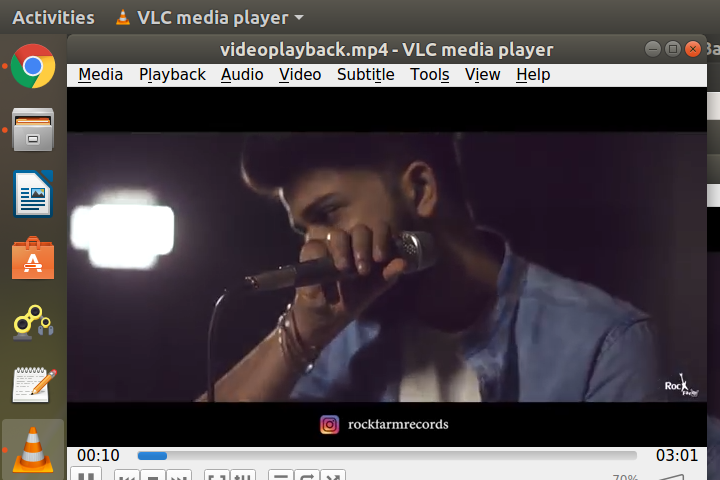 Activities VLC media player
videoplayback.mp4 - VLC media player
Media Playback Audio Video Subtitle Tools View Help
Rock
rockfarmrecords
00:10 03:01
70%